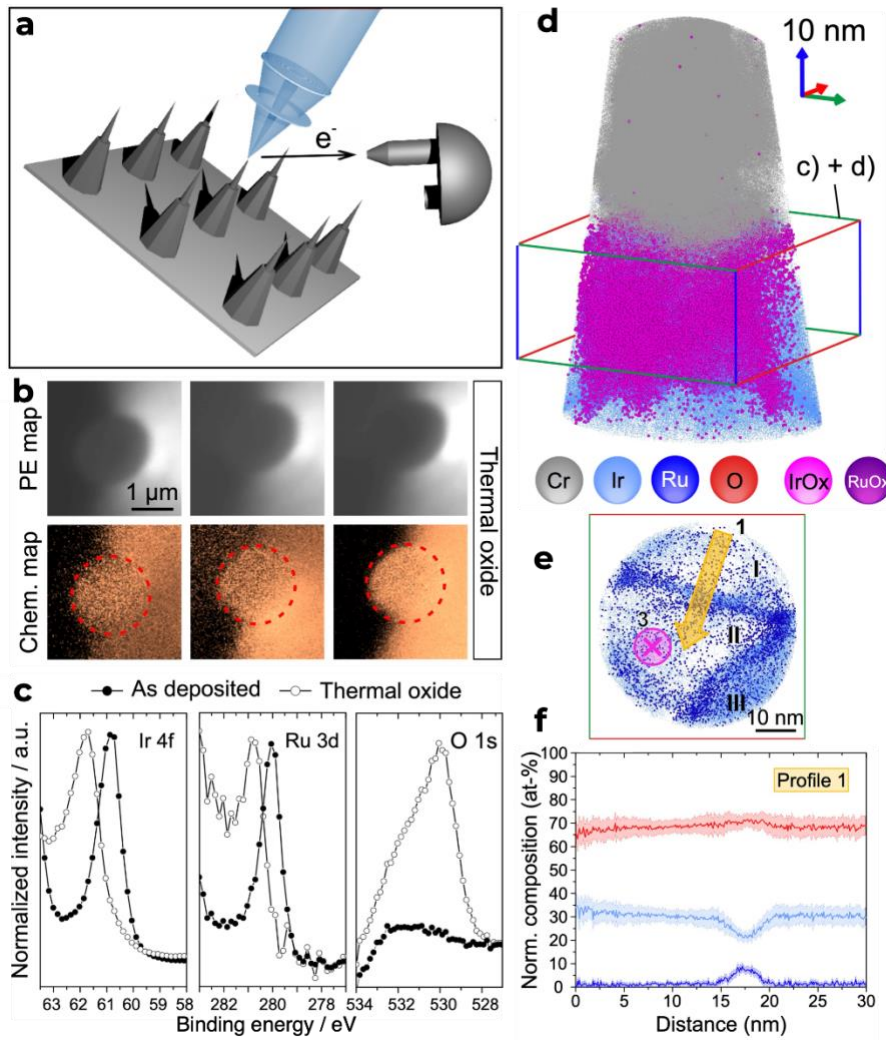 a
e⁻
b
PE map
1 µm
Chem. map
Thermal oxide
c
As deposited
Thermal oxide
Ir 4f
Ru 3d
O 1s
Normalized intensity / a.u.
63 62 61 60 59 58
282 280 278
534 532 530 528
Binding energy / eV
d
10 nm
c) + d)
Cr
Ir
Ru
O
IrOx
RuOx
e
1
I
3
II
III
10 nm
f
Profile 1
Norm. composition (at-%)
100
90
80
70
60
50
40
30
20
10
0
0 5 10 15 20 25 30
Distance (nm)